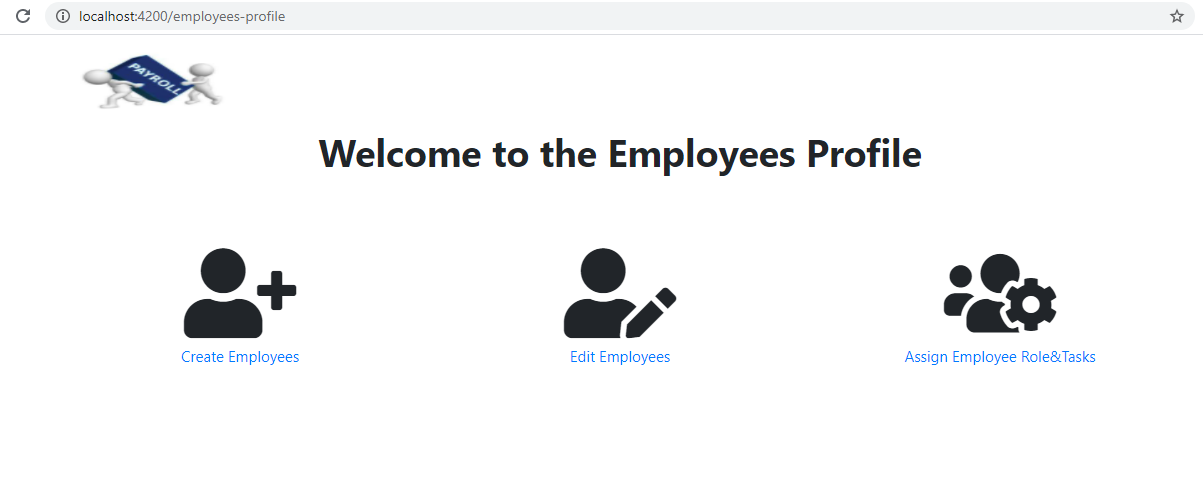 localhost:4200/employees-profile
PAYROLL
Welcome to the Employees Profile
Create Employees
Edit Employees
Assign Employee Role&Tasks